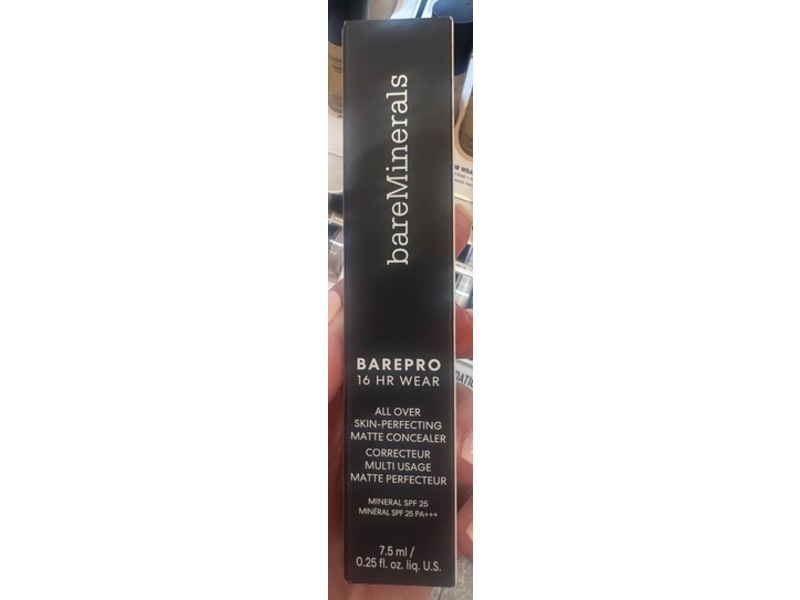 bareMinerals
BAREPRO
16 HR WEAR
ALL OVER
SKIN-PERFECTING
MATTE CONCEALER
CORRECTEUR
MULTI USAGE
MATTE PERFECTEUR
MINERAL SPF 25
MINÉRAL SPF 25 PA+++
7.5 ml /
0.25 fl. oz. liq. U.S.